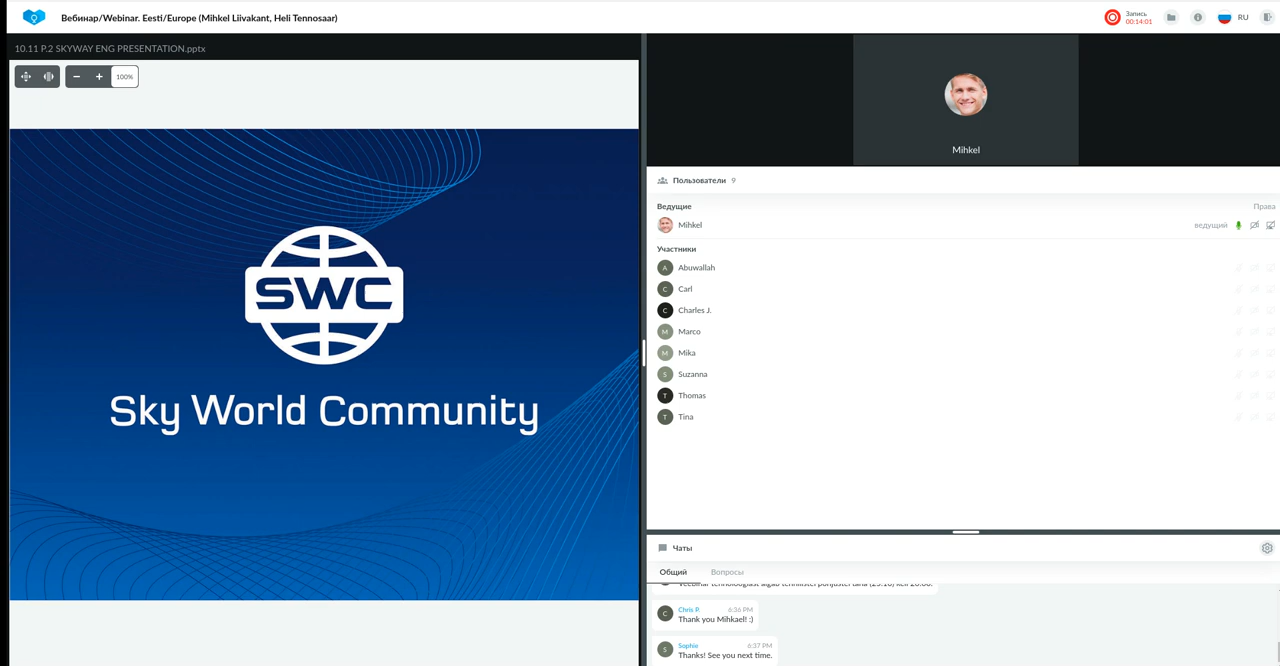 Вебинар/Webinar. Eesti/Europe (Mihkel Liivakant, Heli Tennosaar)
Запись
00:14:01
RU
10.11 P.2 SKYWAY ENG PRESENTATION.pptx
100%
SWC
Sky World Community
Mihkel
Пользователи 9
Ведущие
Права
Mihkel
ведущий
Участники
A Abuwallah
C Carl
C Charles J.
M Marco
M Mika
S Suzanna
T Thomas
T Tina
Чаты
Общий
Вопросы
C
Chris P. 6:36 PM
Thank you Mihkael! :)
S
Sophie 6:37 PM
Thanks! See you next time.